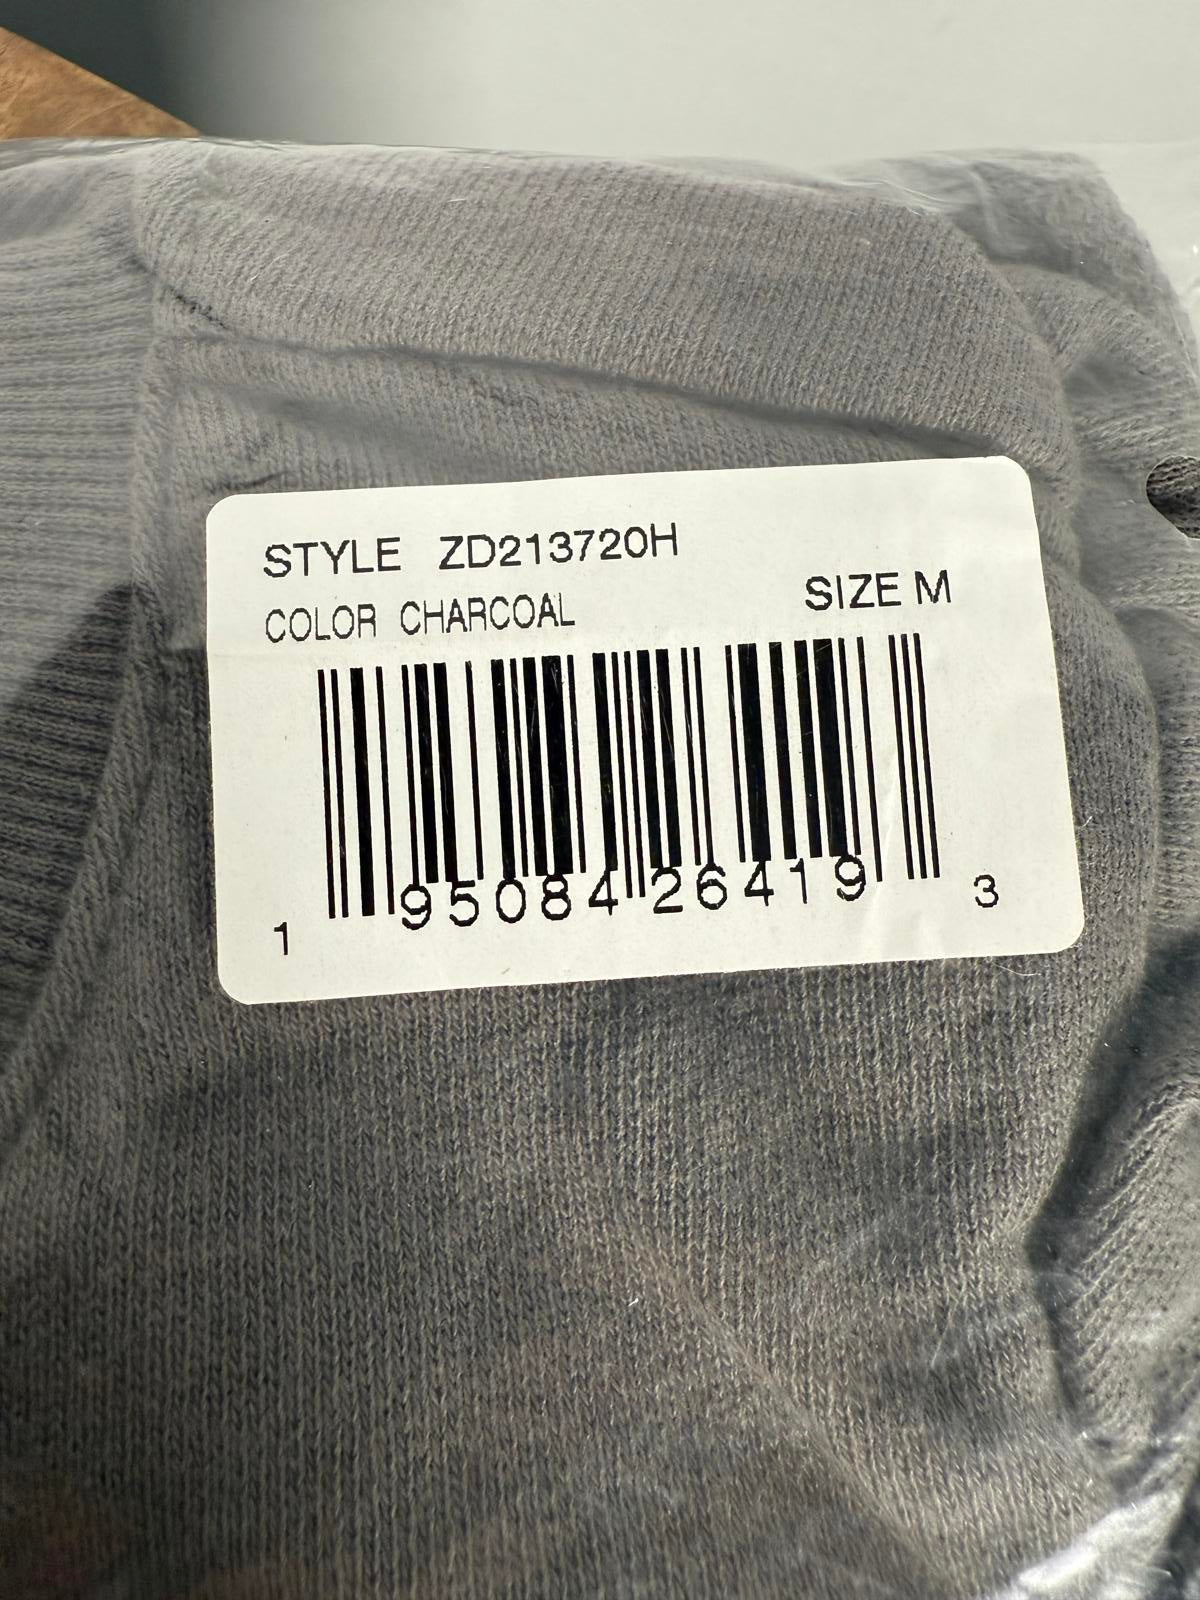 STYLE ZD213720H
COLOR CHARCOAL SIZE M
1 95084 26419 3